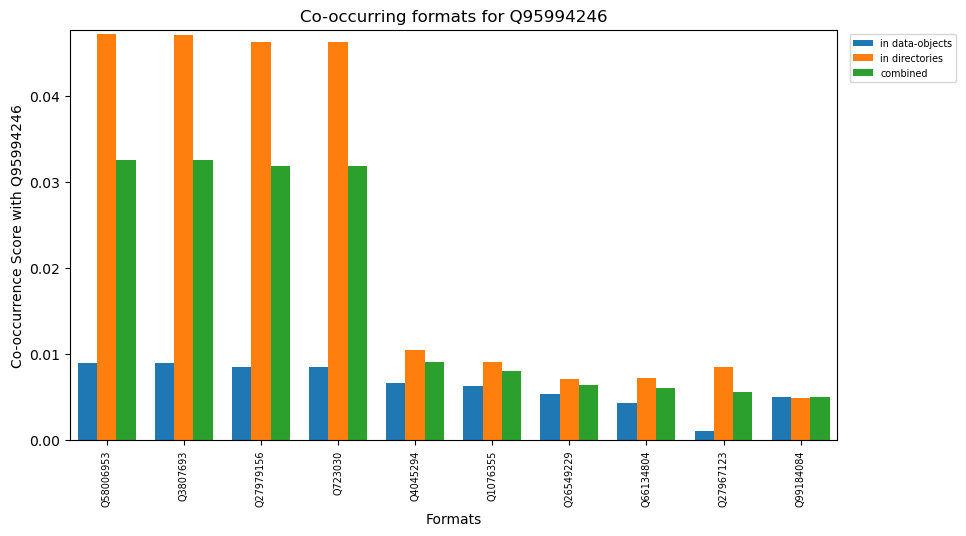 Co-occurring formats for Q95994246
in data-objects
in directories
combined
Co-occurrence Score with Q95994246
0.04
0.03
0.02
0.01
0.00
Q58006953
Q3807693
Q27979156
Q723030
Q4045294
Q1076355
Q26549229
Q66134804
Q27967123
Q99184084
Formats